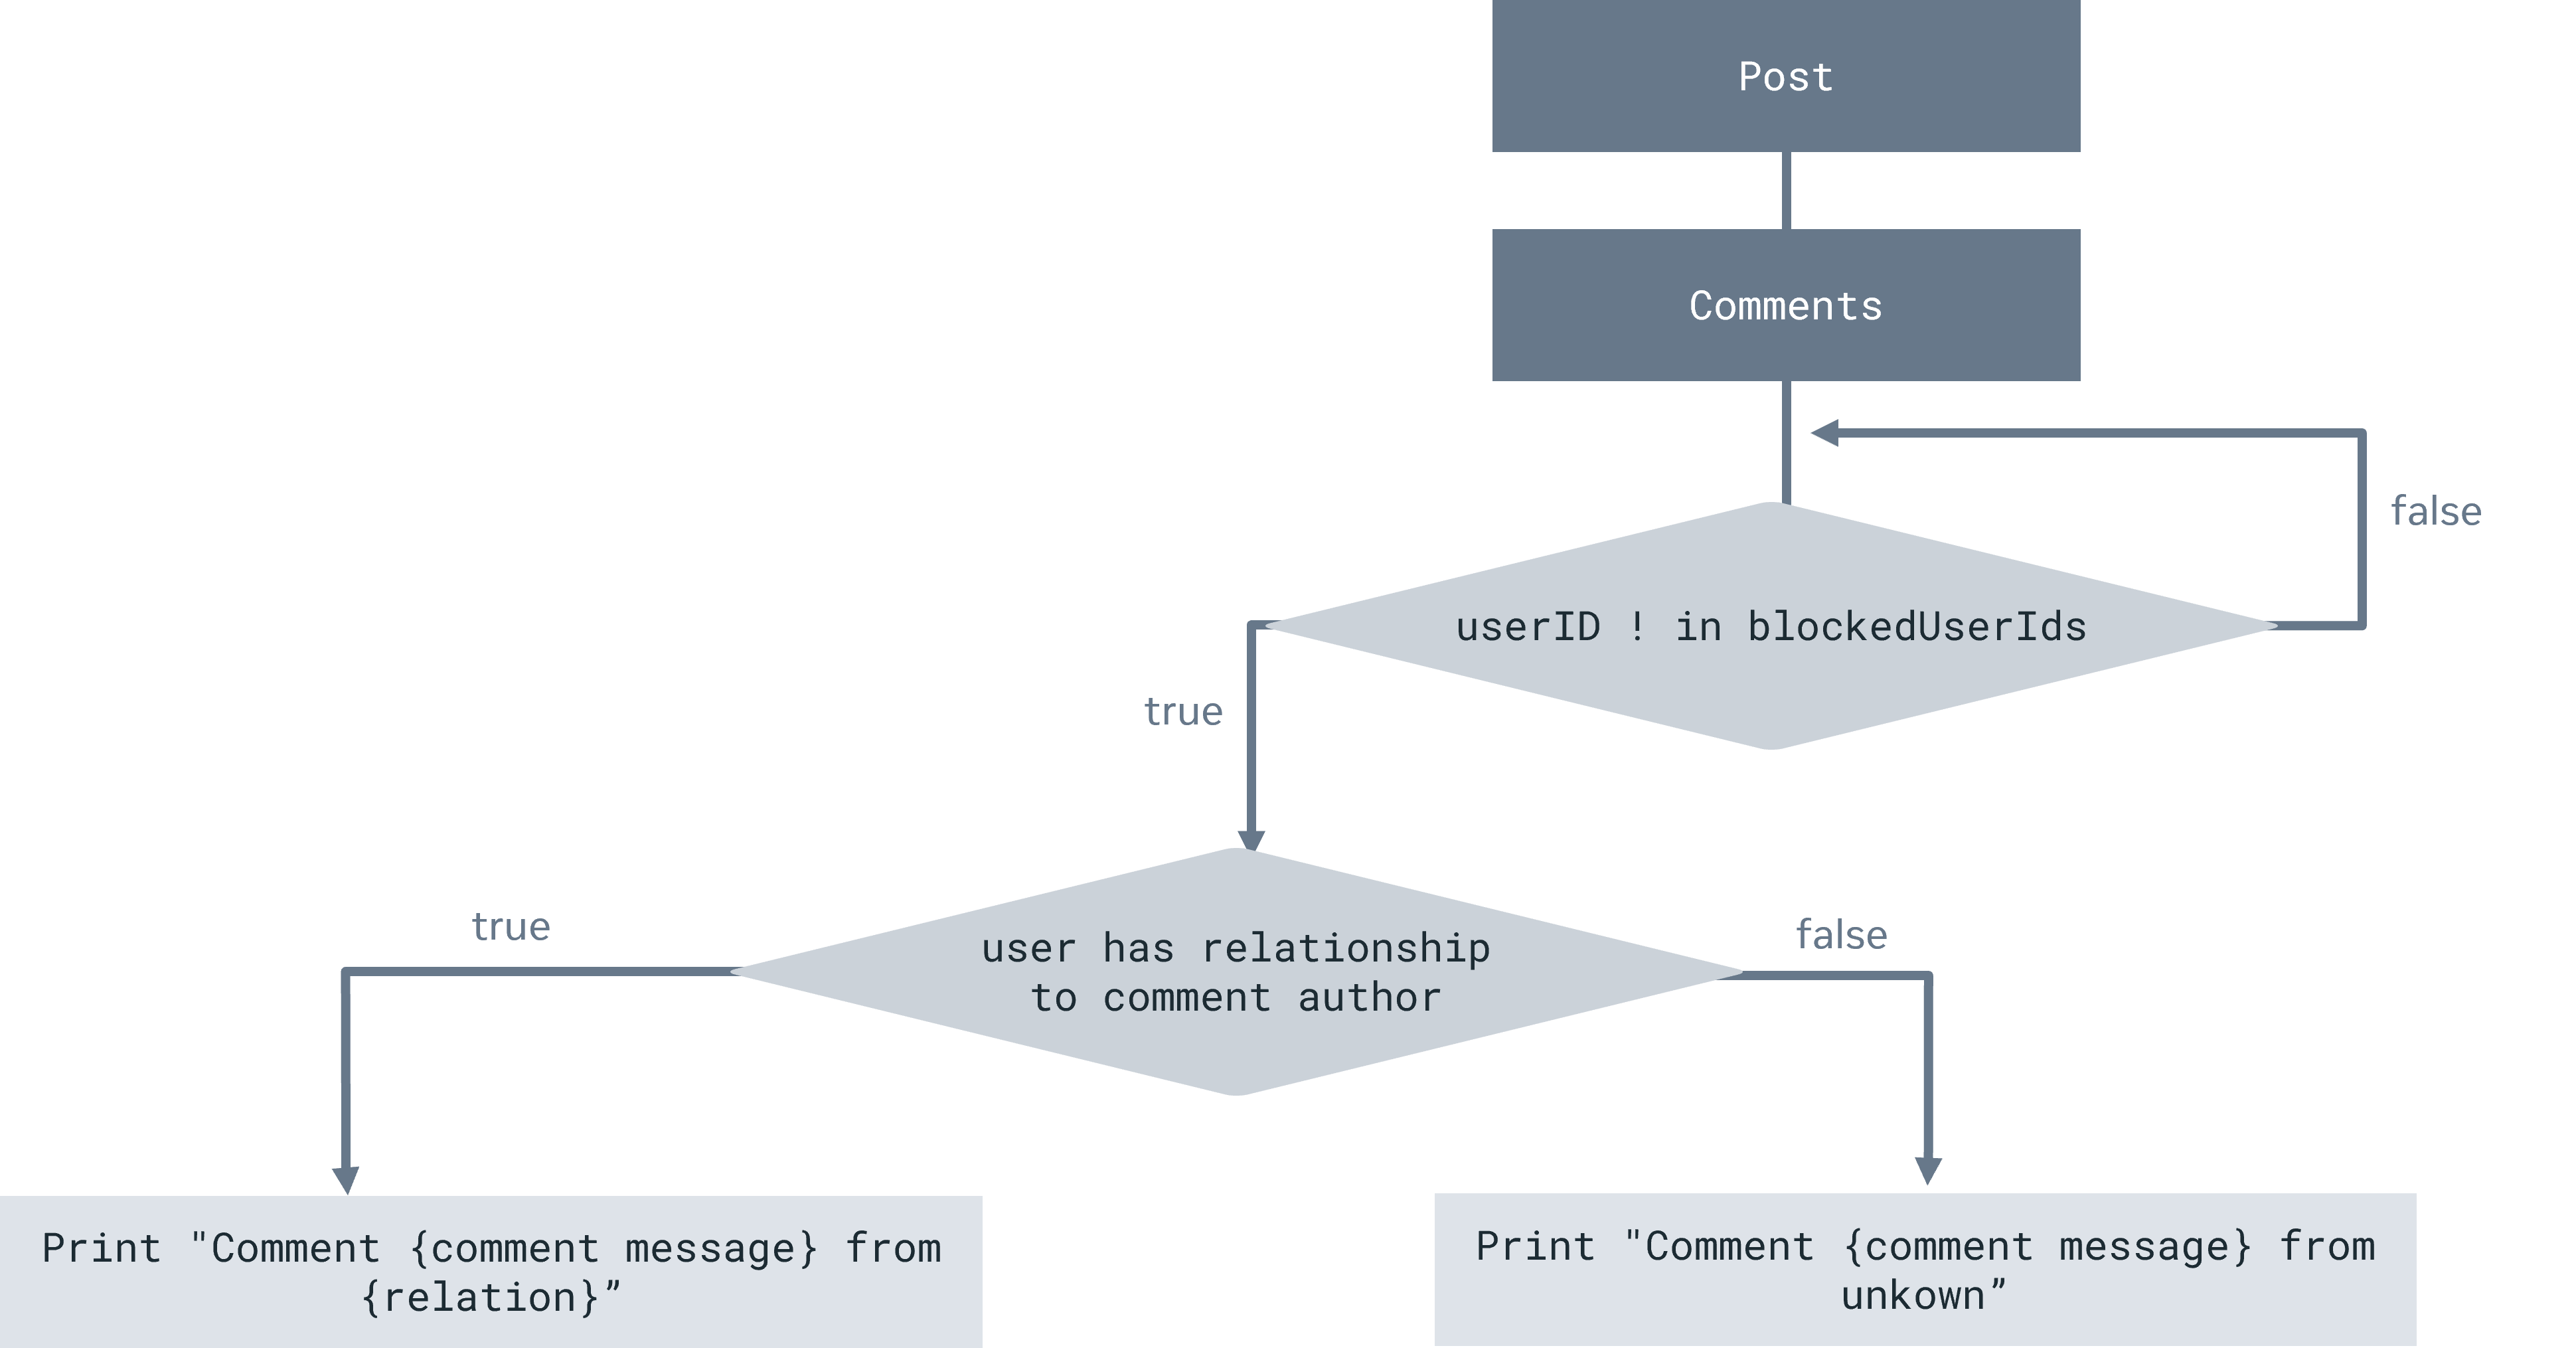 Post
Comments
false
userID ! in blockedUserIds
true
true
false
user has relationship
to comment author
Print "Comment {comment message} from
{relation}”
Print "Comment {comment message} from
unkown”